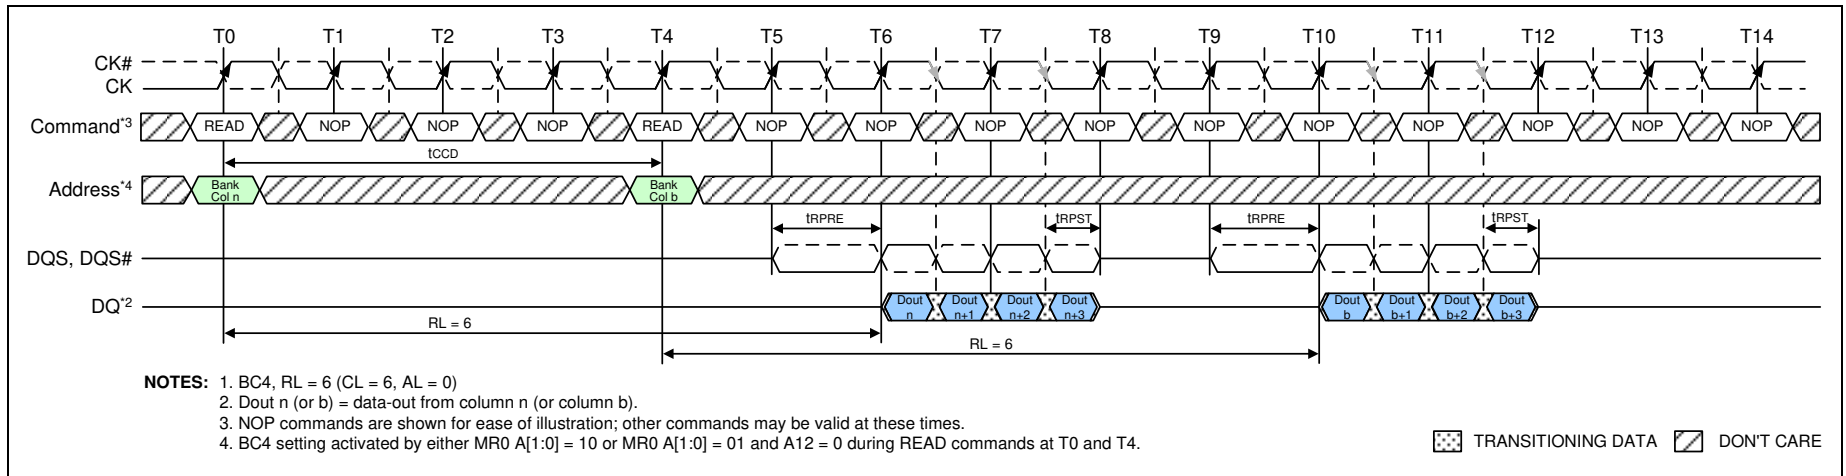 T0 T1 T2 T3 T4 T5 T6 T7 T8 T9 T10 T11 T12 T13 T14
CK#
CK
Command*3 READ NOP NOP NOP READ NOP NOP NOP NOP NOP NOP NOP NOP NOP NOP
tCCD
Address*4 Bank Col n Bank Col b
tRPRE tRPST tRPRE tRPST
DQS, DQS#
DQ*2 Dout n Dout n+1 Dout n+2 Dout n+3 Dout b Dout b+1 Dout b+2 Dout b+3
RL = 6
RL = 6
NOTES: 1. BC4, RL = 6 (CL = 6, AL = 0)
2. Dout n (or b) = data-out from column n (or column b).
3. NOP commands are shown for ease of illustration; other commands may be valid at these times.
4. BC4 setting activated by either MR0 A[1:0] = 10 or MR0 A[1:0] = 01 and A12 = 0 during READ commands at T0 and T4.
TRANSITIONING DATA DON'T CARE